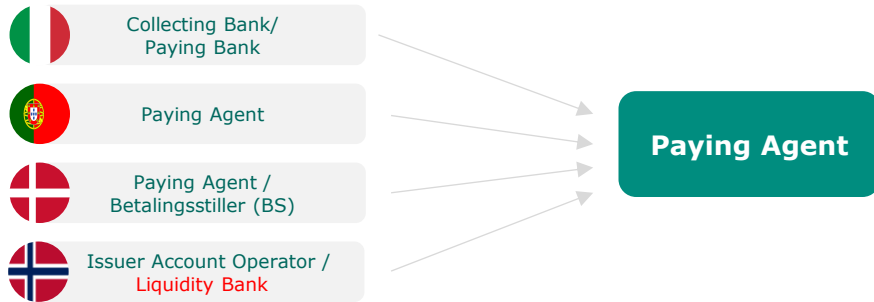 Collecting Bank/
Paying Bank
Paying Agent
Paying Agent /
Betalingsstiller (BS)
Issuer Account Operator /
Liquidity Bank
Paying Agent